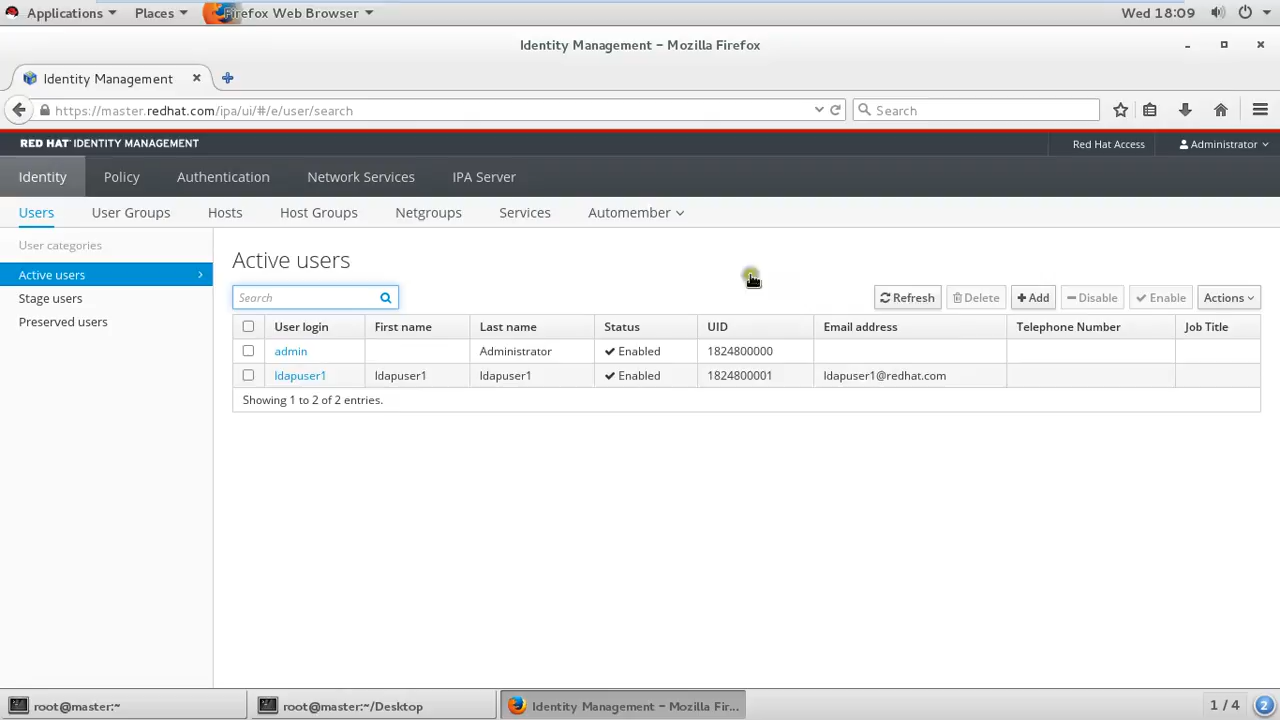 Applications Places Firefox Web Browser Wed 18:09
Identity Management - Mozilla Firefox
Identity Management
https://master.redhat.com/ipa/ui/#/e/user/search Search
RED HAT IDENTITY MANAGEMENT Red Hat Access Administrator
Identity Policy Authentication Network Services IPA Server
Users User Groups Hosts Host Groups Netgroups Services Automember
User categories
Active users
Stage users
Preserved users
Active users
Search Refresh Delete Add Disable Enable Actions
User login First name Last name Status UID Email address Telephone Number Job Title
admin Administrator Enabled 1824800000
ldapuser1 ldapuser1 ldapuser1 Enabled 1824800001 ldapuser1@redhat.com
Showing 1 to 2 of 2 entries.
root@master:~ root@master:~/Desktop Identity Management - Mozilla Fir... 1 / 4 2